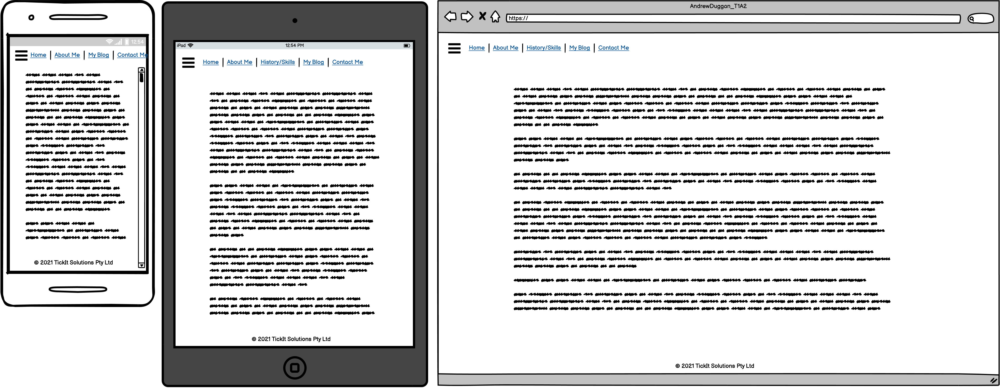 12:54
Home | About Me | My Blog | Contact Me
© 2021 TickIt Solutions Pty Ltd
iPad 12:54 PM
Home | About Me | History/Skills | My Blog | Contact Me
© 2021 TickIt Solutions Pty Ltd
AndrewDuggan_T1A2
https://
Home | About Me | History/Skills | My Blog | Contact Me
© 2021 TickIt Solutions Pty Ltd